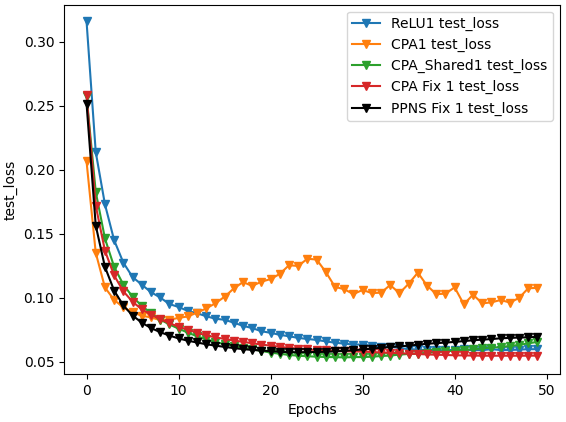 ReLU1 test_loss
CPA1 test_loss
CPA_Shared1 test_loss
CPA Fix 1 test_loss
PPNS Fix 1 test_loss
test_loss
0.30
0.25
0.20
0.15
0.10
0.05
0 10 20 30 40 50
Epochs